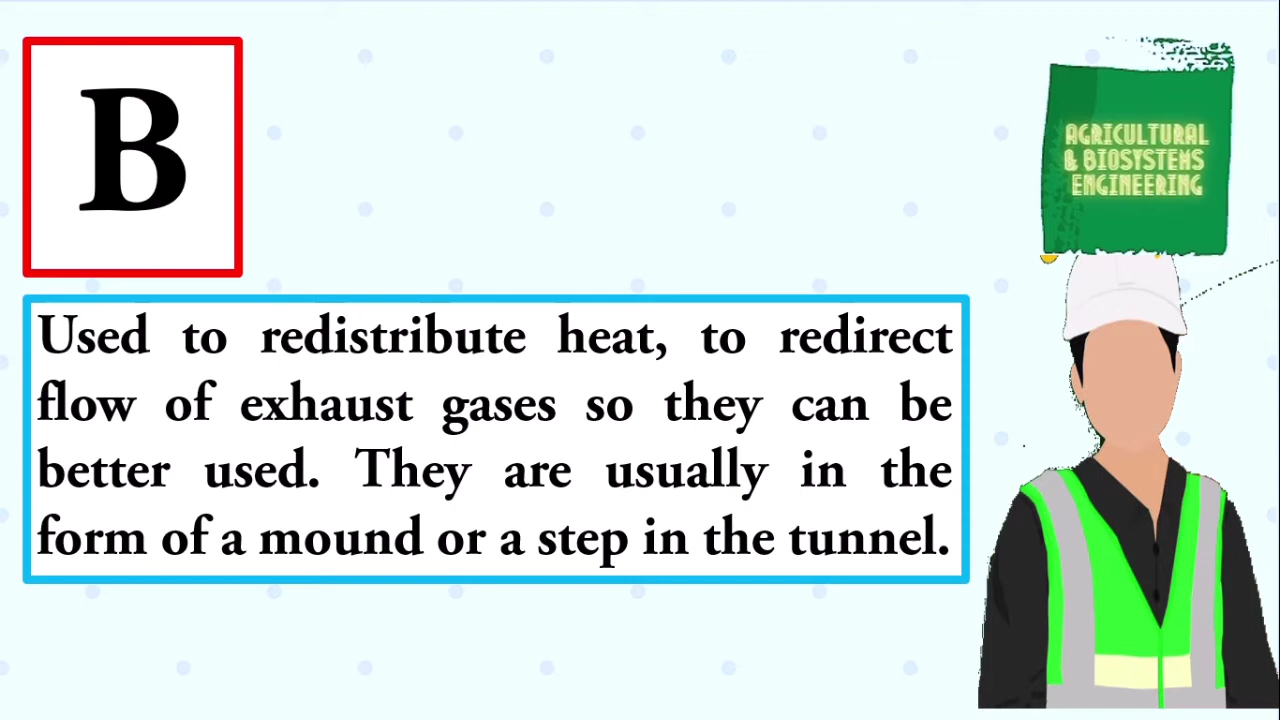 B
AGRICULTURAL
& BIOSYSTEMS
ENGINEERING
Used to redistribute heat, to redirect
flow of exhaust gases so they can be
better used. They are usually in the
form of a mound or a step in the tunnel.